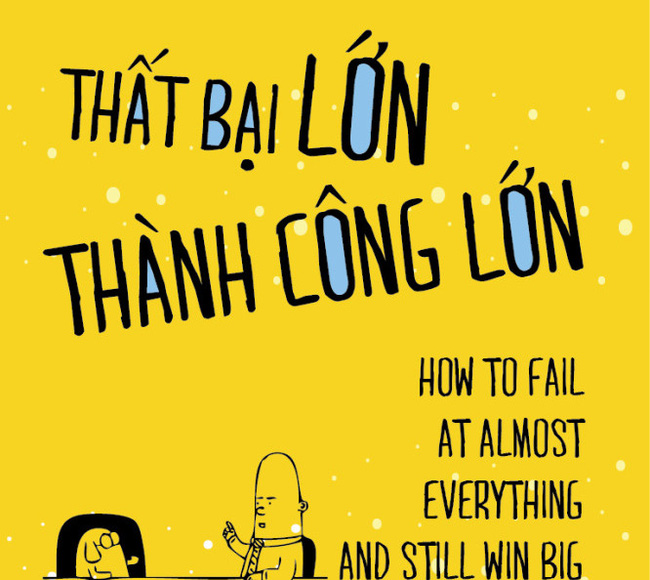 THẤT BẠI LỚN
THÀNH CÔNG LỚN
HOW TO FAIL
AT ALMOST
EVERYTHING
AND STILL WIN BIG